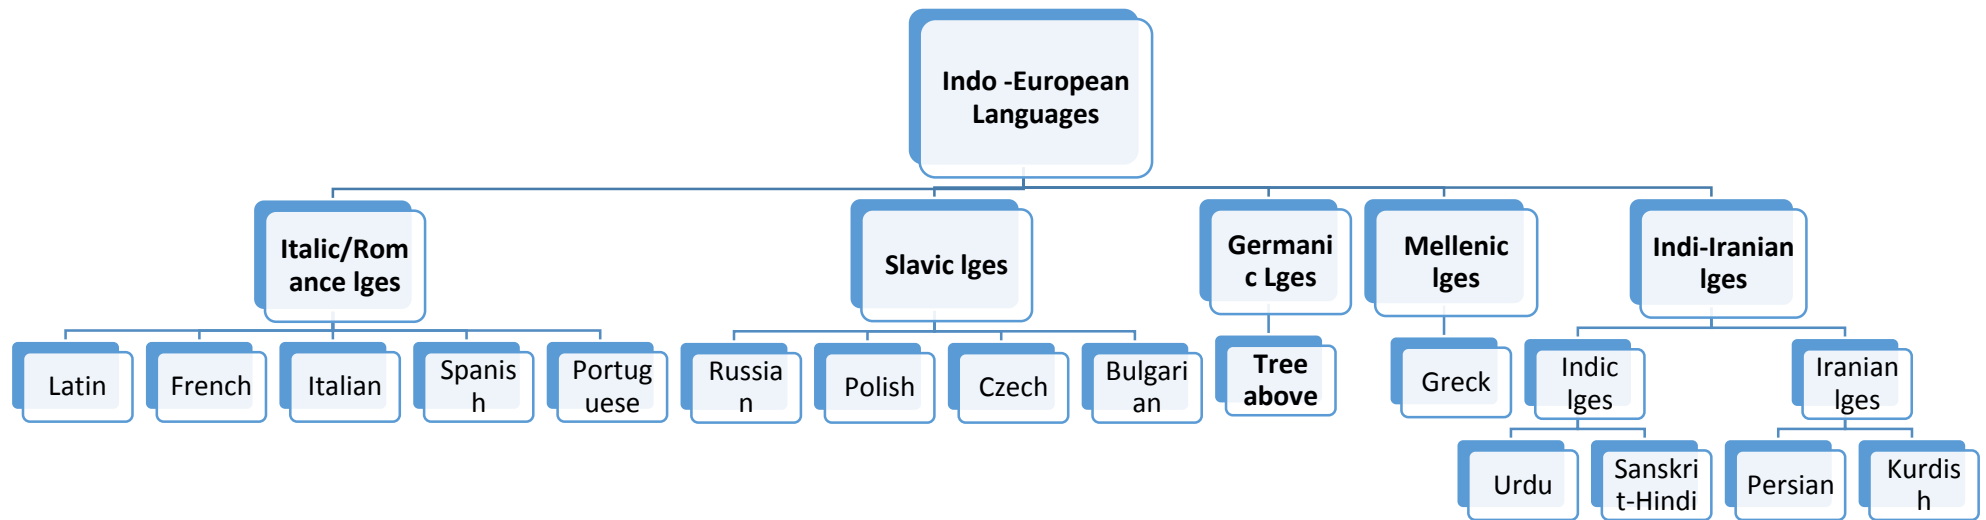 Indo -European
Languages
Italic/Rom
ance lges
Slavic lges
Germani
c Lges
Mellenic
lges
Indi-Iranian
lges
Latin
French
Italian
Spanis
h
Portug
uese
Russia
n
Polish
Czech
Bulgari
an
Tree
above
Greck
Indic
lges
Iranian
lges
Urdu
Sanskri
t-Hindi
Persian
Kurdis
h